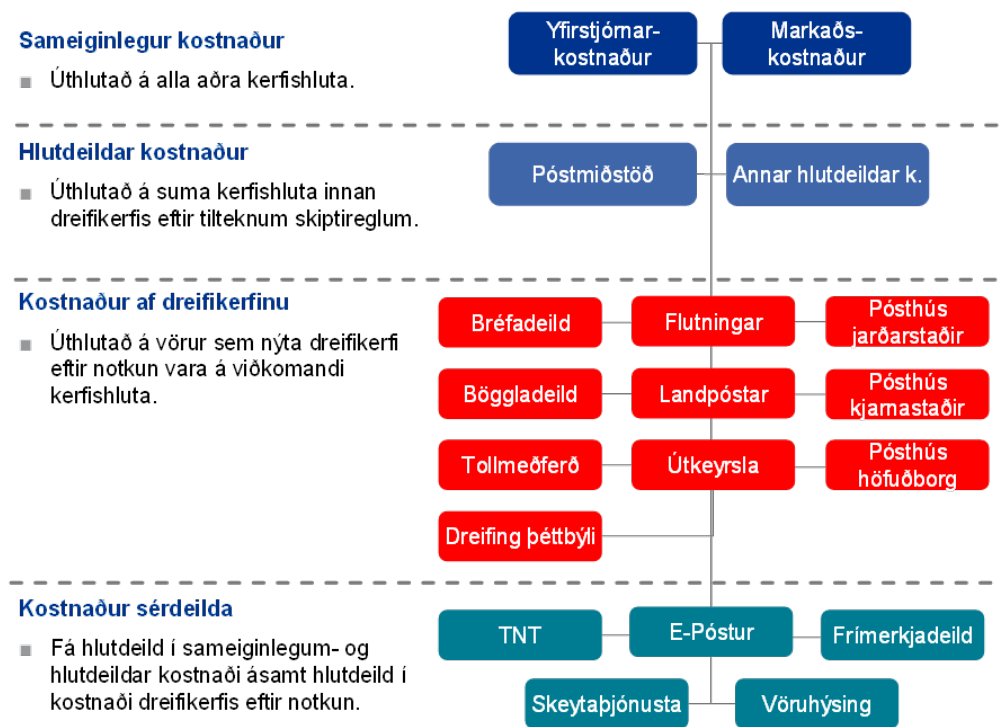 Sameiginlegur kostnaður
Úthlutað á alla aðra kerfishluta.
Yfirstjórnar-
kostnaður
Markaðs-
kostnaður
Hlutdeildar kostnaður
Úthlutað á suma kerfishluta innan
dreifikerfis eftir tilteknum skiptireglum.
Póstmiðstöð
Annar hlutdeildar k.
Kostnaður af dreifikerfinu
Úthlutað á vörur sem nýta dreifikerfi
eftir notkun vara á viðkomandi
kerfishluta.
Bréfadeild
Flutningar
Pósthús
jarðarstaðir
Böggladeild
Landpóstar
Pósthús
kjarnastaðir
Tollmeðferð
Útkeyrsla
Pósthús
höfuðborg
Dreifing þéttbýli
Kostnaður sérdeilda
Fá hlutdeild í sameiginlegum- og
hlutdeildar kostnaði ásamt hlutdeild í
kostnaði dreifikerfis eftir notkun.
TNT
E-Póstur
Frímerkjadeild
Skeytaþjónusta
Vöruhýsing